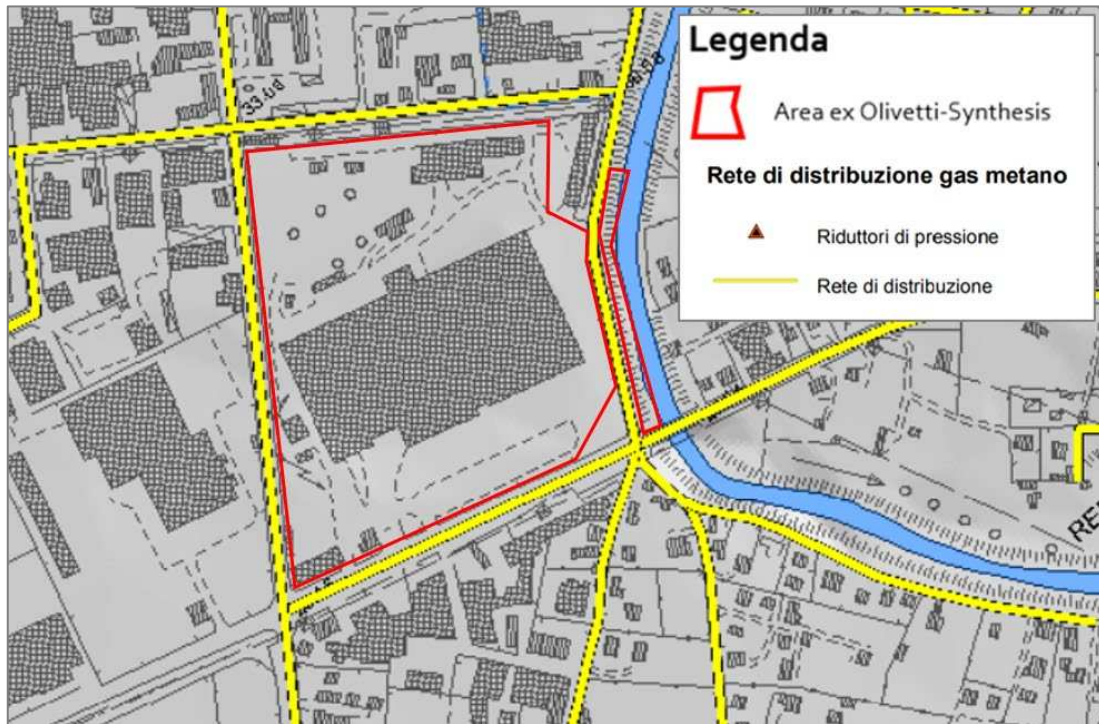 Legenda
Area ex Olivetti-Synthesis
Rete di distribuzione gas metano
Riduttori di pressione
Rete di distribuzione